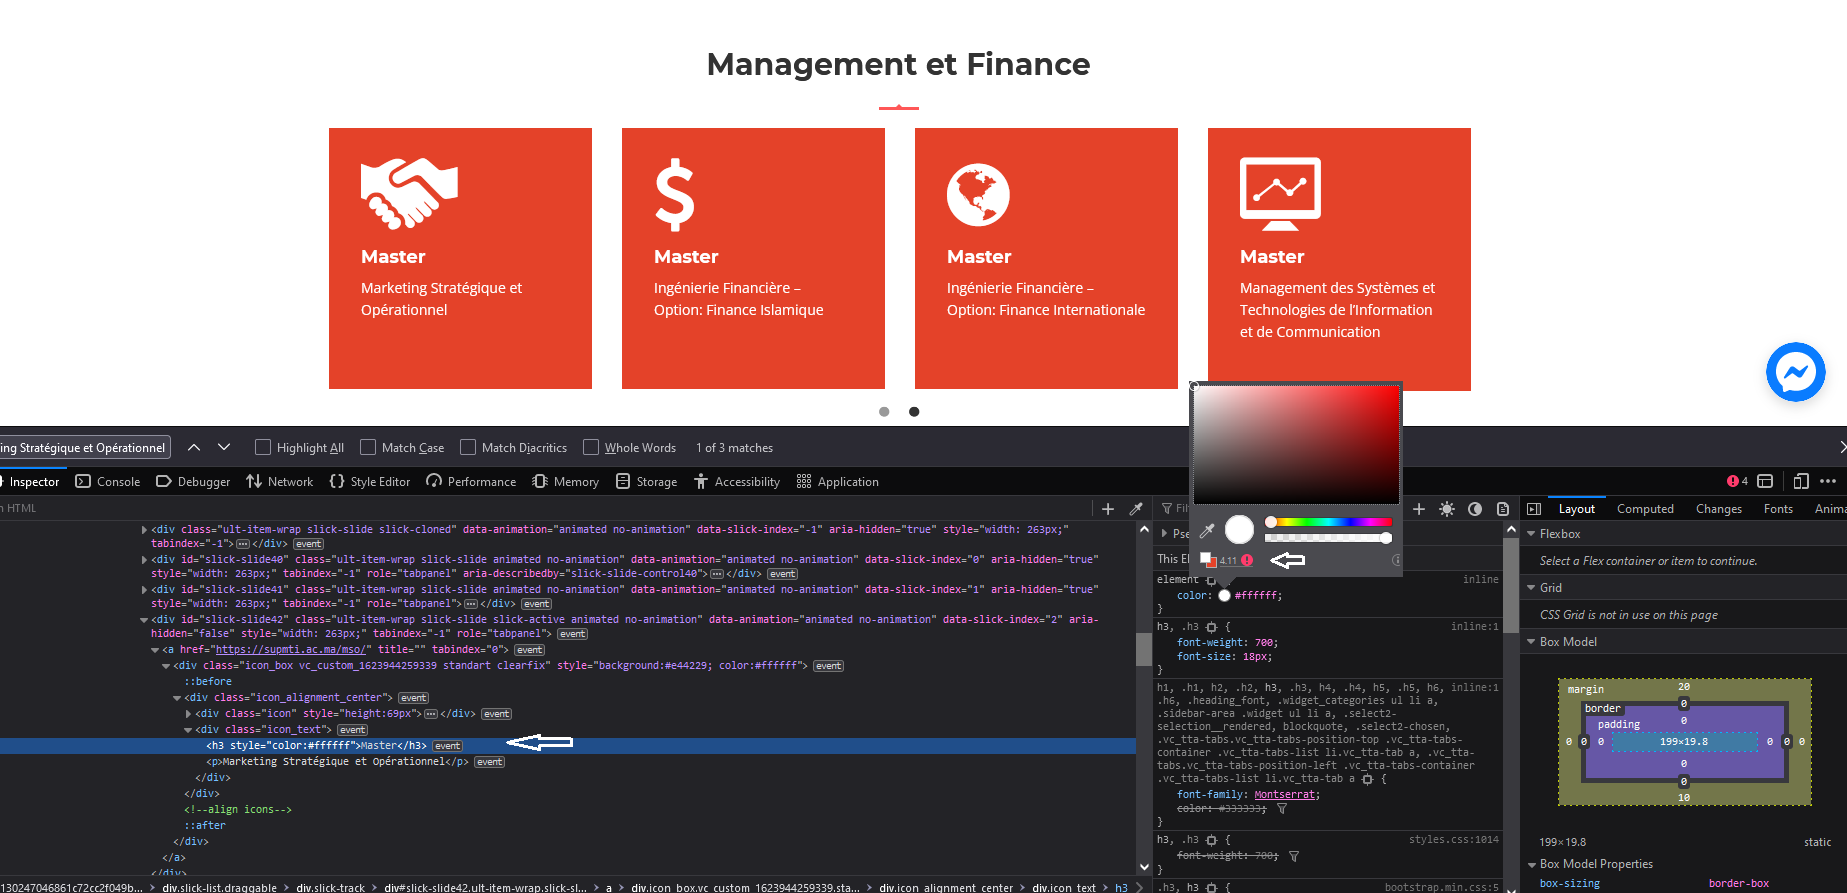 Management et Finance
Master
Marketing Stratégique et
Opérationnel
Master
Ingénierie Financière –
Option: Finance Islamique
Master
Ingénierie Financière –
Option: Finance Internationale
Master
Management des Systèmes et
Technologies de l'Information
et de Communication
ing Stratégique et Opérationnel
Highlight All
Match Case
Match Diacritics
Whole Words
1 of 3 matches
Inspector
Console
Debugger
Network
Style Editor
Performance
Memory
Storage
Accessibility
Application
4
HTML
<div class="ult-item-wrap slick-slide slick-cloned" data-animation="animated no-animation" data-slick-index="-1" aria-hidden="true" style="width: 263px;"
tabindex="-1"></div> event
<div id="slick-slide40" class="ult-item-wrap slick-slide animated no-animation" data-animation="animated no-animation" data-slick-index="0" aria-hidden="true"
style="width: 263px;" tabindex="-1" role="tabpanel" aria-describedby="slick-slide-control40"></div> event
<div id="slick-slide41" class="ult-item-wrap slick-slide animated no-animation" data-animation="animated no-animation" data-slick-index="1" aria-hidden="true"
style="width: 263px;" tabindex="-1" role="tabpanel"></div> event
<div id="slick-slide42" class="ult-item-wrap slick-slide slick-active animated no-animation" data-animation="animated no-animation" data-slick-index="2" aria-
hidden="false" style="width: 263px;" tabindex="-1" role="tabpanel"> event
<a href="https://supmti.ac.ma/mso/" title="" tabindex="0"> event
<div class="icon_box vc_custom_1623944259339 standart clearfix" style="background:#e44229; color:#ffffff"> event
::before
<div class="icon_alignment_center"> event
<div class="icon" style="height:69px"></div> event
<div class="icon_text"> event
<h3 style="color:#ffffff">Master</h3> event
<p>Marketing Stratégique et Opérationnel</p> event
</div>
</div>
<!--align icons-->
::after
</div>
</a>
</div>
div.slick-list.draggable > div.slick-track > div#slick-slide42.ult-item-wrap.slick-sl... > a > div.icon_box.vc_custom_1623944259339.sta... > div.icon_alignment_center > div.icon_text > h3
Fil
Pse
This El
4.11
element { inline
color: #ffffff;
}
h3, .h3 { inline:1
font-weight: 700;
font-size: 18px;
}
h1, .h1, h2, .h2, h3, .h3, h4, .h4, h5, .h5, h6, inline:1
.h6, .heading_font, .widget_categories ul li a,
.sidebar-area .widget ul li a, .select2-
selection__rendered, blockquote, .select2-chosen,
.vc_tta-tabs.vc_tta-tabs-position-top .vc_tta-tabs-
container .vc_tta-tabs-list li.vc_tta-tab a, .vc_tta-
tabs.vc_tta-tabs-position-left .vc_tta-tabs-container
.vc_tta-tabs-list li.vc_tta-tab a {
font-family: Montserrat;
color: #333333;
}
h3, .h3 { styles.css:1014
font-weight: 700;
}
.h3, h3 { bootstrap.min.css:5
Layout
Computed
Changes
Fonts
Anima
Flexbox
Select a Flex container or item to continue.
Grid
CSS Grid is not in use on this page
Box Model
margin
20
border
0
padding
0
0 0 0 199×19.8 0 0 0
0
0
10
199×19.8
static
Box Model Properties
box-sizing
border-box